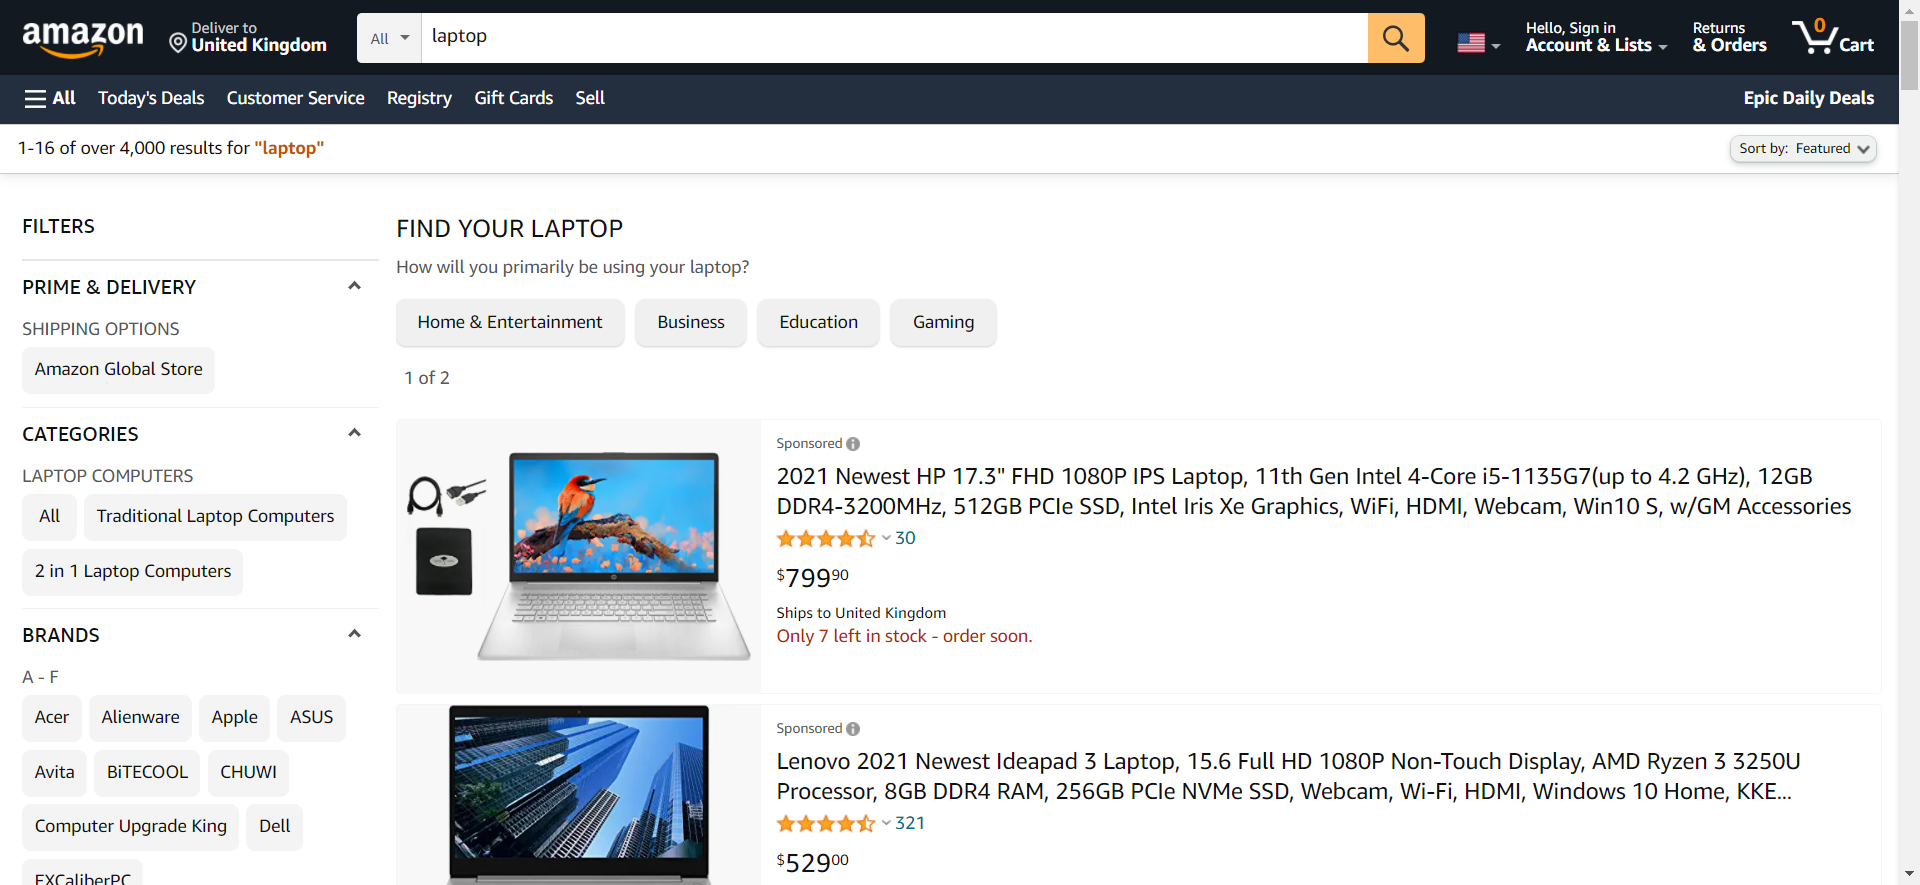 amazon
Deliver to
United Kingdom
All
laptop
Hello, Sign in
Account & Lists
Returns
& Orders
0
Cart
All
Today's Deals
Customer Service
Registry
Gift Cards
Sell
Epic Daily Deals
1-16 of over 4,000 results for "laptop"
Sort by: Featured
FILTERS
PRIME & DELIVERY
SHIPPING OPTIONS
Amazon Global Store
CATEGORIES
LAPTOP COMPUTERS
All
Traditional Laptop Computers
2 in 1 Laptop Computers
BRANDS
A - F
Acer
Alienware
Apple
ASUS
Avita
BiTECOOL
CHUWI
Computer Upgrade King
Dell
EXCaliberPC
FIND YOUR LAPTOP
How will you primarily be using your laptop?
Home & Entertainment
Business
Education
Gaming
1 of 2
Sponsored
2021 Newest HP 17.3" FHD 1080P IPS Laptop, 11th Gen Intel 4-Core i5-1135G7(up to 4.2 GHz), 12GB
DDR4-3200MHz, 512GB PCIe SSD, Intel Iris Xe Graphics, WiFi, HDMI, Webcam, Win10 S, w/GM Accessories
30
$79990
Ships to United Kingdom
Only 7 left in stock - order soon.
Sponsored
Lenovo 2021 Newest Ideapad 3 Laptop, 15.6 Full HD 1080P Non-Touch Display, AMD Ryzen 3 3250U
Processor, 8GB DDR4 RAM, 256GB PCIe NVMe SSD, Webcam, Wi-Fi, HDMI, Windows 10 Home, KKE...
321
$52900